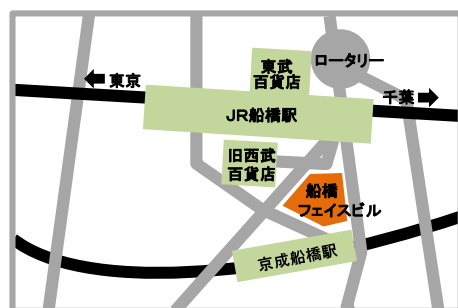 東武
百貨店
ロータリー
東京
千葉
JR船橋駅
旧西武
百貨店
船橋
フェイスビル
京成船橋駅